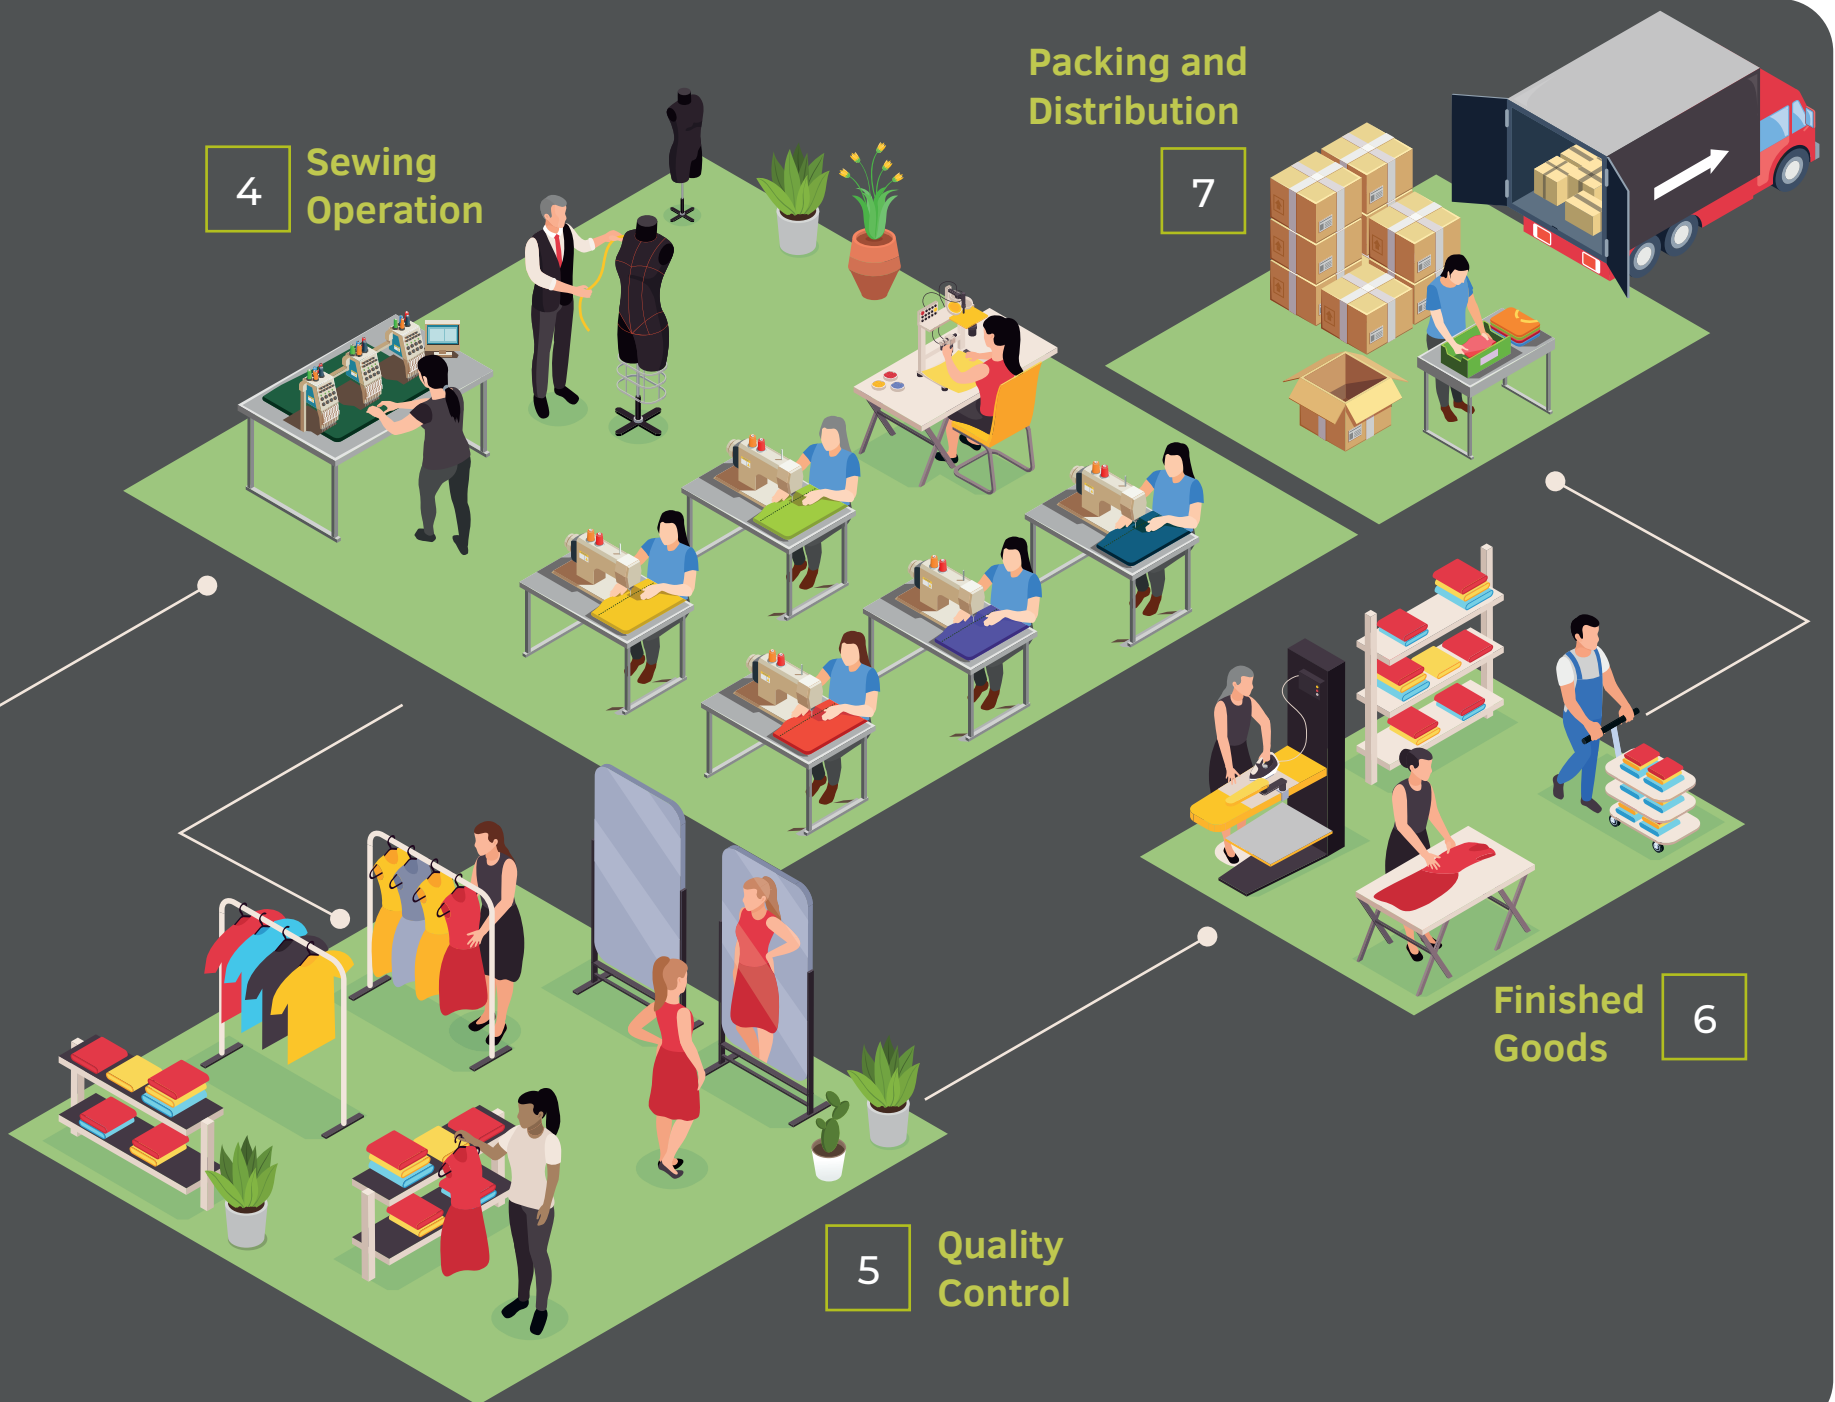 4
Sewing
Operation
Packing and
Distribution
7
5
Quality
Control
Finished
Goods
6